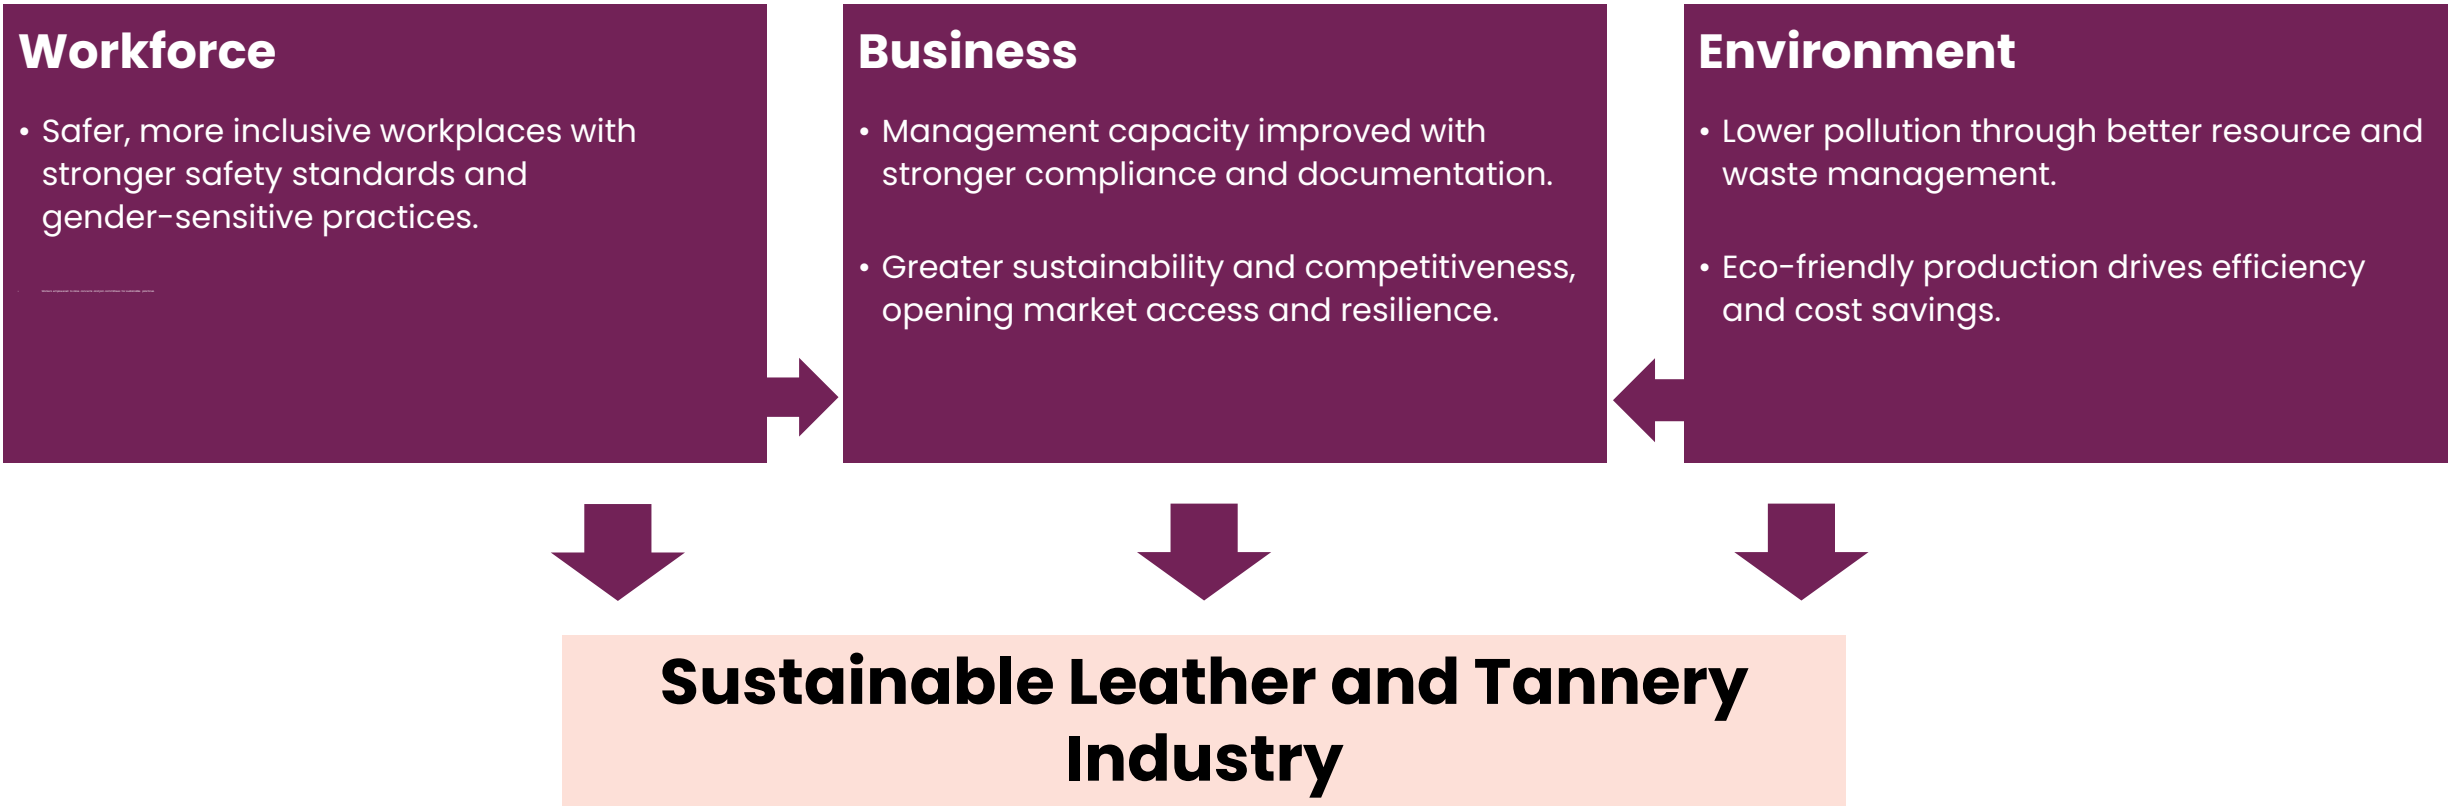 Workforce
• Safer, more inclusive workplaces with
stronger safety standards and
gender-sensitive practices.
Business
• Management capacity improved with
stronger compliance and documentation.
• Greater sustainability and competitiveness,
opening market access and resilience.
Environment
• Lower pollution through better resource and
waste management.
• Eco-friendly production drives efficiency
and cost savings.
Sustainable Leather and Tannery
Industry